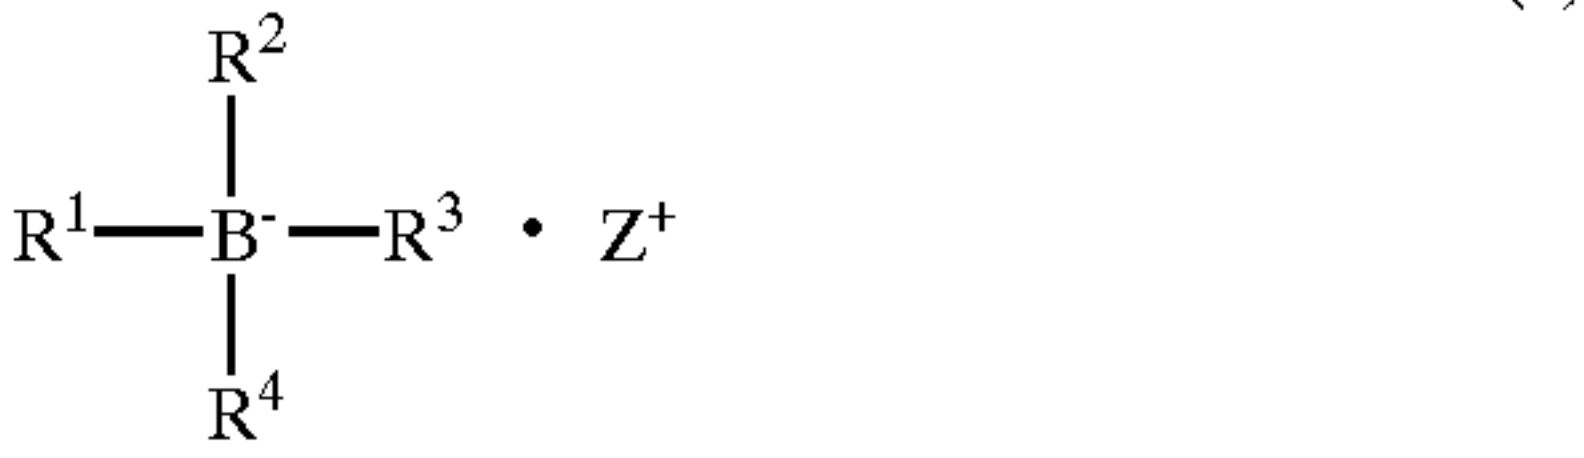 R²
R¹—B⁻—R³ • Z⁺
R⁴